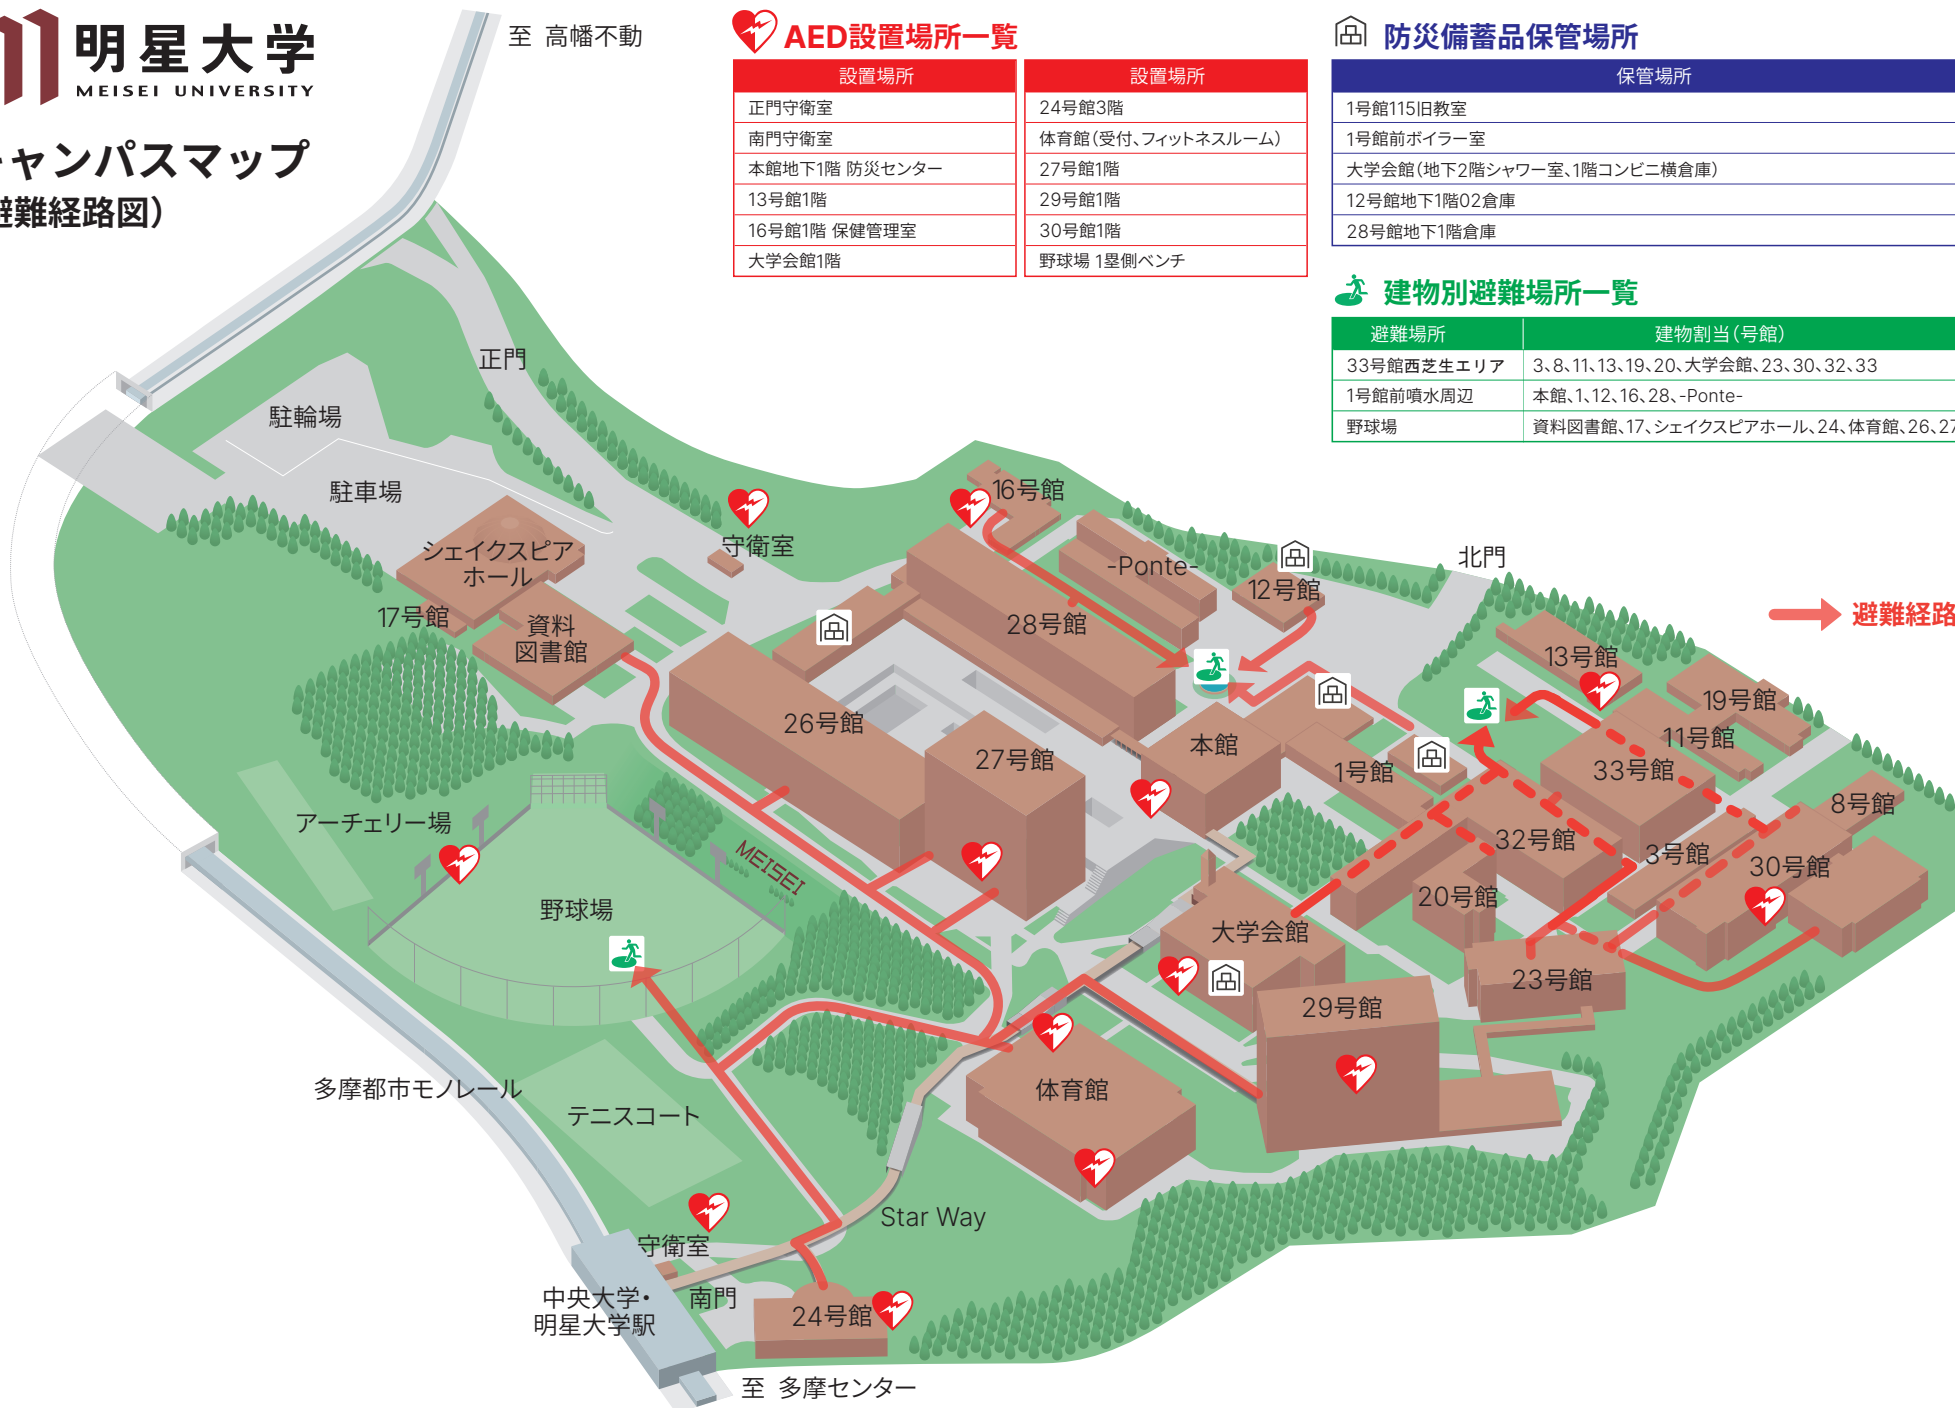 明星大学
MEISEI UNIVERSITY
キャンパスマップ
避難経路図）
至 高幡不動
AED設置場所一覧
設置場所
正門守衛室
南門守衛室
本館地下1階 防災センター
13号館1階
16号館1階 保健管理室
大学会館1階
設置場所
24号館3階
体育館（受付、フィットネスルーム）
27号館1階
29号館1階
30号館1階
野球場 1塁側ベンチ
防災備蓄品保管場所
保管場所
1号館115旧教室
1号館前ボイラー室
大学会館（地下2階シャワー室、1階コンビニ横倉庫）
12号館地下1階02倉庫
28号館地下1階倉庫
建物別避難場所一覧
避難場所 建物割当（号館）
33号館西芝生エリア 3、8、11、13、19、20、大学会館、23、30、32、33
1号館前噴水周辺 本館、1、12、16、28、-Ponte-
野球場 資料図書館、17、シェイクスピアホール、24、体育館、26、27
正門
駐輪場
駐車場
シェイクスピア
ホール
17号館
資料
図書館
守衛室
16号館
-Ponte-
12号館
北門
避難経路
28号館
13号館
19号館
11号館
33号館
8号館
26号館
27号館
本館
1号館
32号館
3号館
30号館
20号館
アーチェリー場
MEISEI
野球場
大学会館
23号館
29号館
体育館
多摩都市モノレール
テニスコート
Star Way
守衛室
南門
中央大学・
明星大学駅
24号館
至 多摩センター